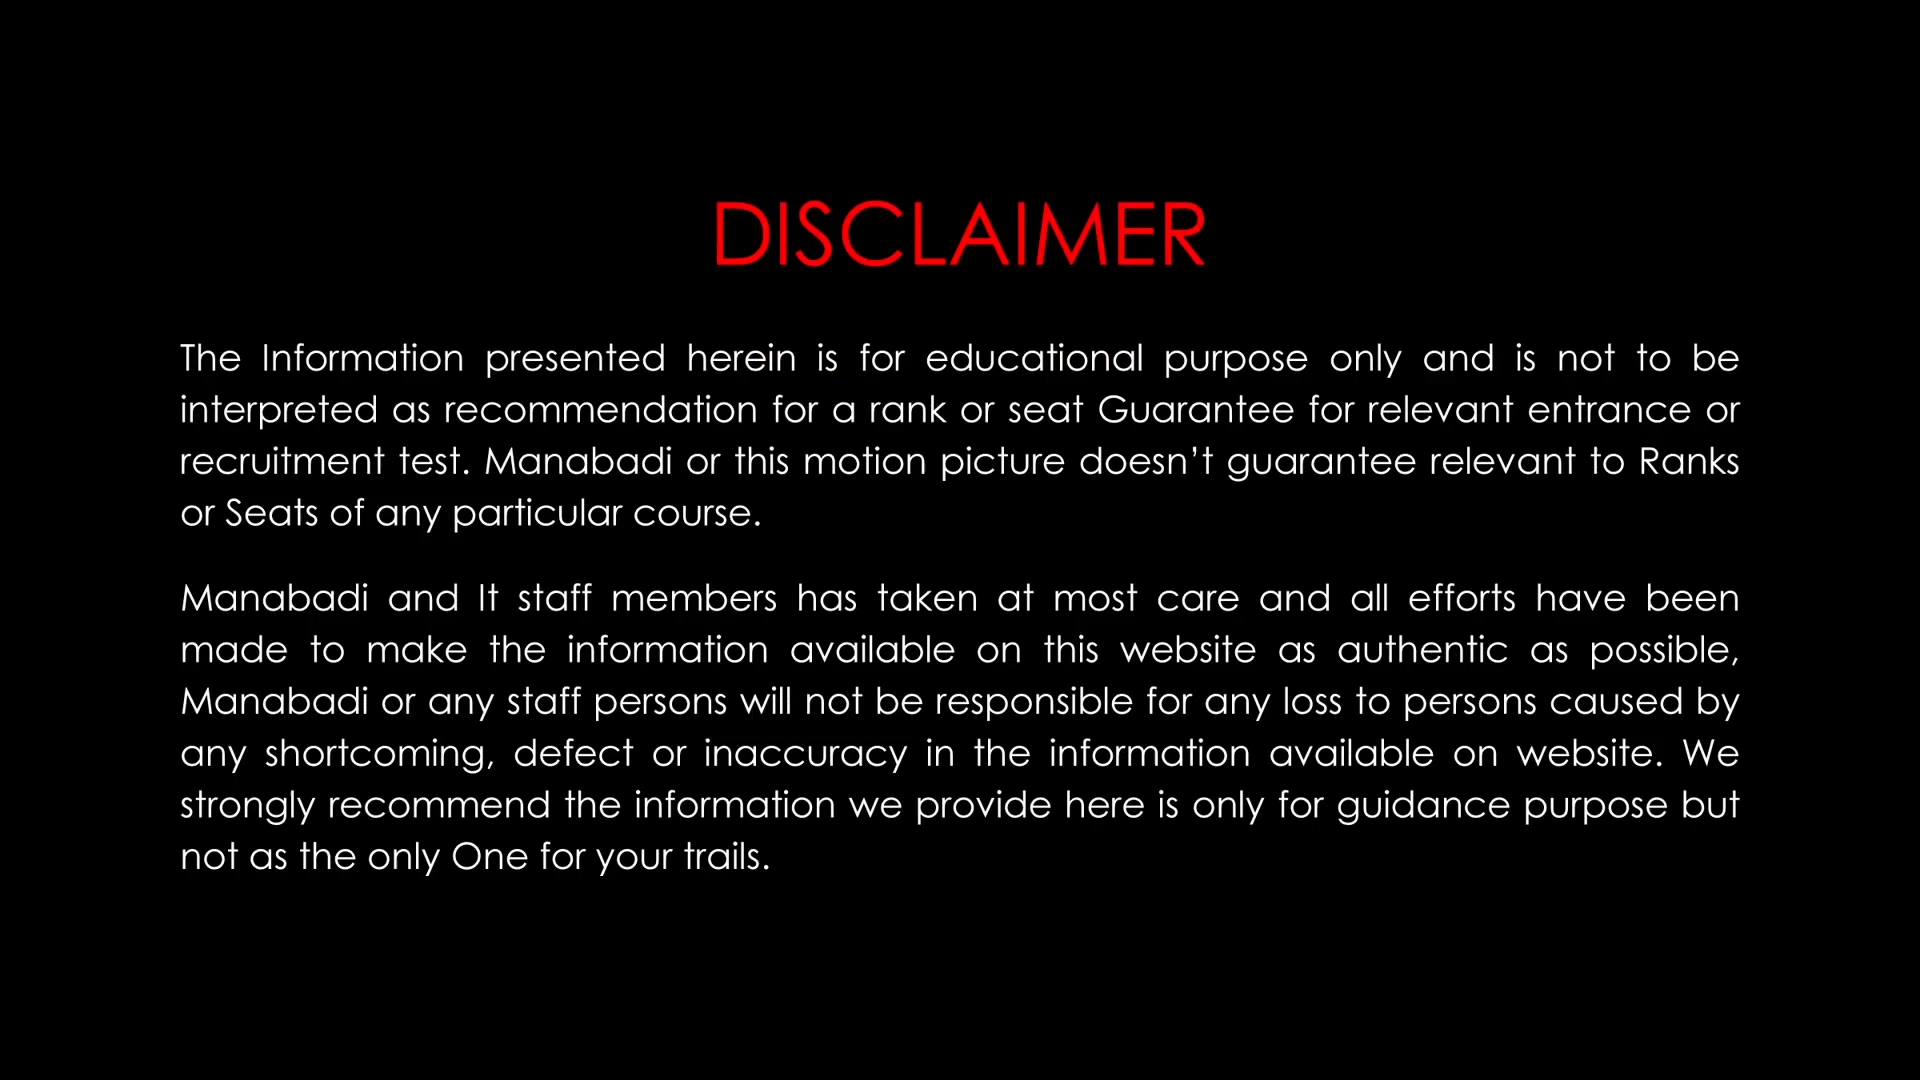 DISCLAIMER
The Information presented herein is for educational purpose only and is not to be
interpreted as recommendation for a rank or seat Guarantee for relevant entrance or
recruitment test. Manabadi or this motion picture doesn’t guarantee relevant to Ranks
or Seats of any particular course.
Manabadi and It staff members has taken at most care and all efforts have been
made to make the information available on this website as authentic as possible,
Manabadi or any staff persons will not be responsible for any loss to persons caused by
any shortcoming, defect or inaccuracy in the information available on website. We
strongly recommend the information we provide here is only for guidance purpose but
not as the only One for your trails.